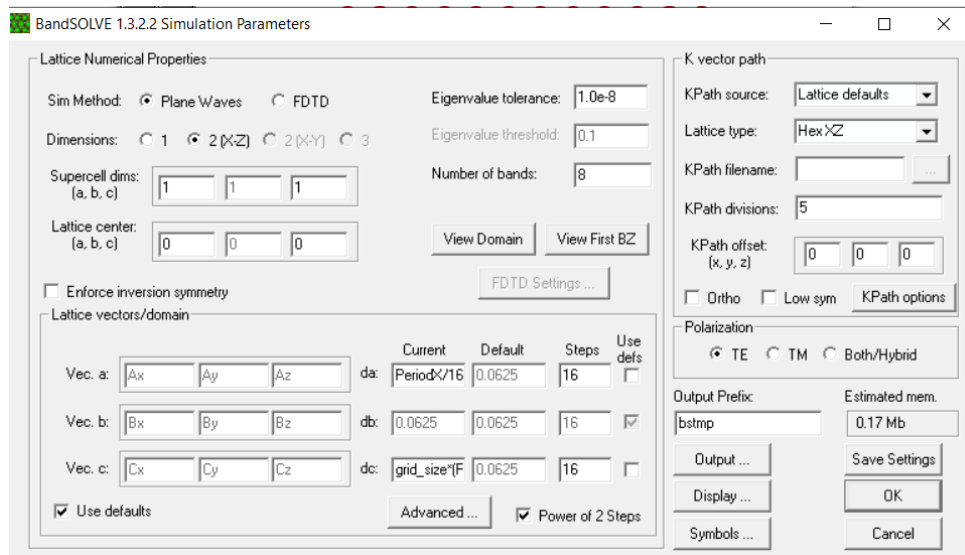 BandSOLVE 1.3.2.2 Simulation Parameters
Lattice Numerical Properties
Sim Method: Plane Waves FDTD
Dimensions: 1 2 (X-Z) 2 (X-Y) 3
Supercell dims:
(a, b, c)
1 1 1
Lattice center:
(a, b, c)
0 0 0
Enforce inversion symmetry
Eigenvalue tolerance: 1.0e-8
Eigenvalue threshold: 0.1
Number of bands: 8
View Domain View First BZ
FDTD Settings ...
Lattice vectors/domain
Current Default Steps Use
defs
Vec. a: Ax Ay Az da: PeriodX/16 0.0625 16
Vec. b: Bx By Bz db: 0.0625 0.0625 16
Vec. c: Cx Cy Cz dc: grid_size*(F 0.0625 16
Use defaults Advanced ... Power of 2 Steps
K vector path
KPath source: Lattice defaults
Lattice type: Hex XZ
KPath filename: ...
KPath divisions: 5
KPath offset:
(x, y, z)
0 0 0
Ortho Low sym KPath options
Polarization
TE TM Both/Hybrid
Output Prefix: Estimated mem.
bstmp 0.17 Mb
Output ... Save Settings
Display ... OK
Symbols ... Cancel